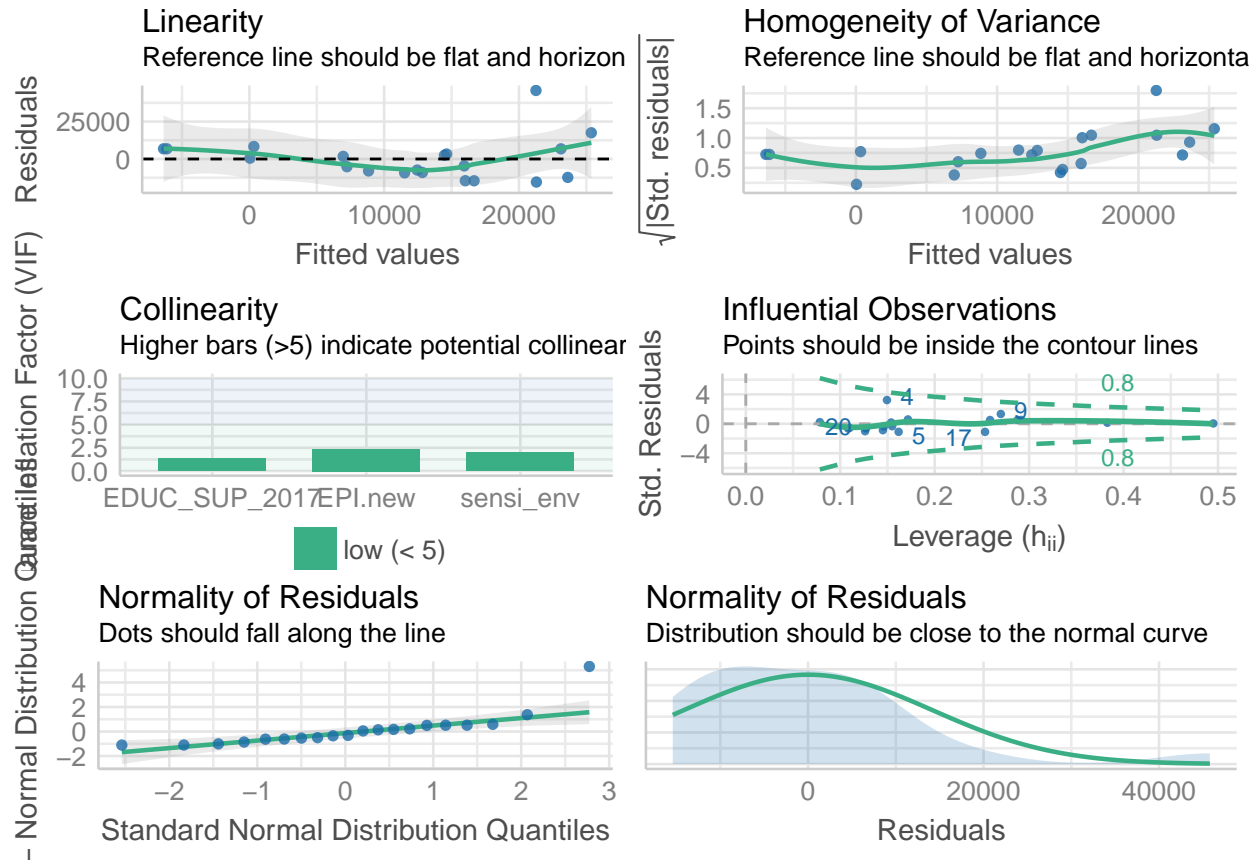 Linearity
Reference line should be flat and horizon
Residuals
25000
0
0
10000
20000
Fitted values
Homogeneity of Variance
Reference line should be flat and horizonta
√|Std. residuals|
1.5
1.0
0.5
0
10000
20000
Fitted values
Collinearity
Higher bars (>5) indicate potential collinear
Factor (VIF)
10.0
7.5
5.0
2.5
0.0
EDUC_SUP_2017
EPI.new
sensi_env
low (< 5)
Influential Observations
Points should be inside the contour lines
Std. Residuals
4
0
−4
0.8
4
9
20
5
17
0.8
0.0
0.1
0.2
0.3
0.4
0.5
Leverage (hii)
Normality of Residuals
Dots should fall along the line
− Normal Distribution
4
2
0
−2
−2
−1
0
1
2
3
Standard Normal Distribution Quantiles
Normality of Residuals
Distribution should be close to the normal curve
0
20000
40000
Residuals